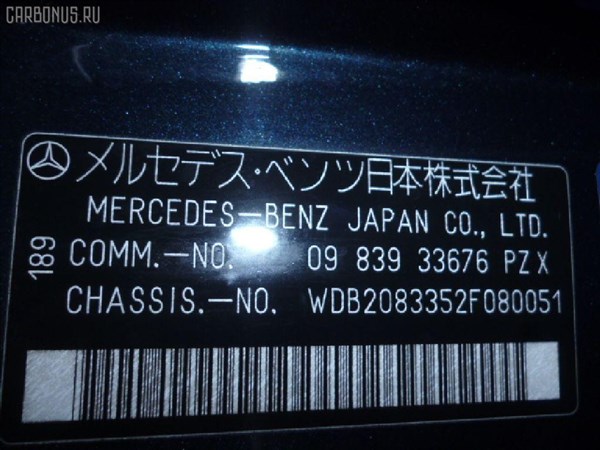 CARBONUS.RU
メルセデス・ベンツ日本株式会社
MERCEDES-BENZ JAPAN CO., LTD.
189
COMM.-NO. 09 839 33676 PZX
CHASSIS.-NO. WDB2083352F080051